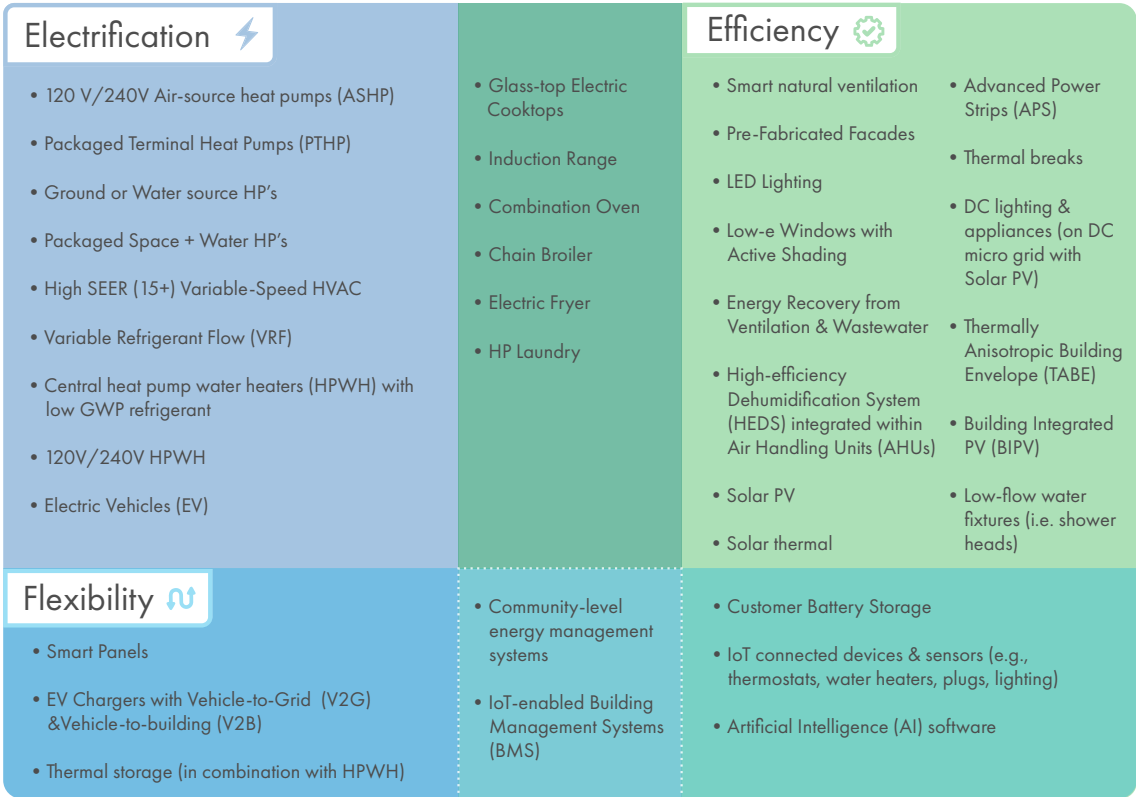 Electrification
• 120 V/240V Air-source heat pumps (ASHP)
• Packaged Terminal Heat Pumps (PTHP)
• Ground or Water source HP's
• Packaged Space + Water HP's
• High SEER (15+) Variable-Speed HVAC
• Variable Refrigerant Flow (VRF)
• Central heat pump water heaters (HPWH) with
low GWP refrigerant
• 120V/240V HPWH
• Electric Vehicles (EV)
• Glass-top Electric
Cooktops
• Induction Range
• Combination Oven
• Chain Broiler
• Electric Fryer
• HP Laundry
Efficiency
• Smart natural ventilation
• Pre-Fabricated Facades
• LED Lighting
• Low-e Windows with
Active Shading
• Energy Recovery from
Ventilation & Wastewater
• High-efficiency
Dehumidification System
(HEDS) integrated within
Air Handling Units (AHUs)
• Solar PV
• Solar thermal
• Advanced Power
Strips (APS)
• Thermal breaks
• DC lighting &
appliances (on DC
micro grid with
Solar PV)
• Thermally
Anisotropic Building
Envelope (TABE)
• Building Integrated
PV (BIPV)
• Low-flow water
fixtures (i.e. shower
heads)
Flexibility
• Smart Panels
• EV Chargers with Vehicle-to-Grid (V2G)
&Vehicle-to-building (V2B)
• Thermal storage (in combination with HPWH)
• Community-level
energy management
systems
• IoT-enabled Building
Management Systems
(BMS)
• Customer Battery Storage
• IoT connected devices & sensors (e.g.,
thermostats, water heaters, plugs, lighting)
• Artificial Intelligence (AI) software